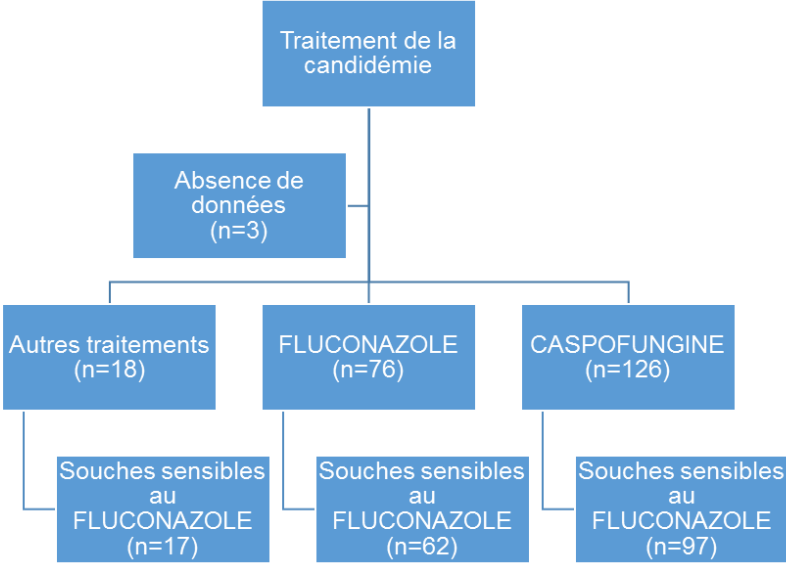 Traitement de la
candidémie
Absence de
données
(n=3)
Autres traitements
(n=18)
FLUCONAZOLE
(n=76)
CASPOFUNGINE
(n=126)
Souches sensibles
au
FLUCONAZOLE
(n=17)
Souches sensibles
au
FLUCONAZOLE
(n=62)
Souches sensibles
au
FLUCONAZOLE
(n=97)